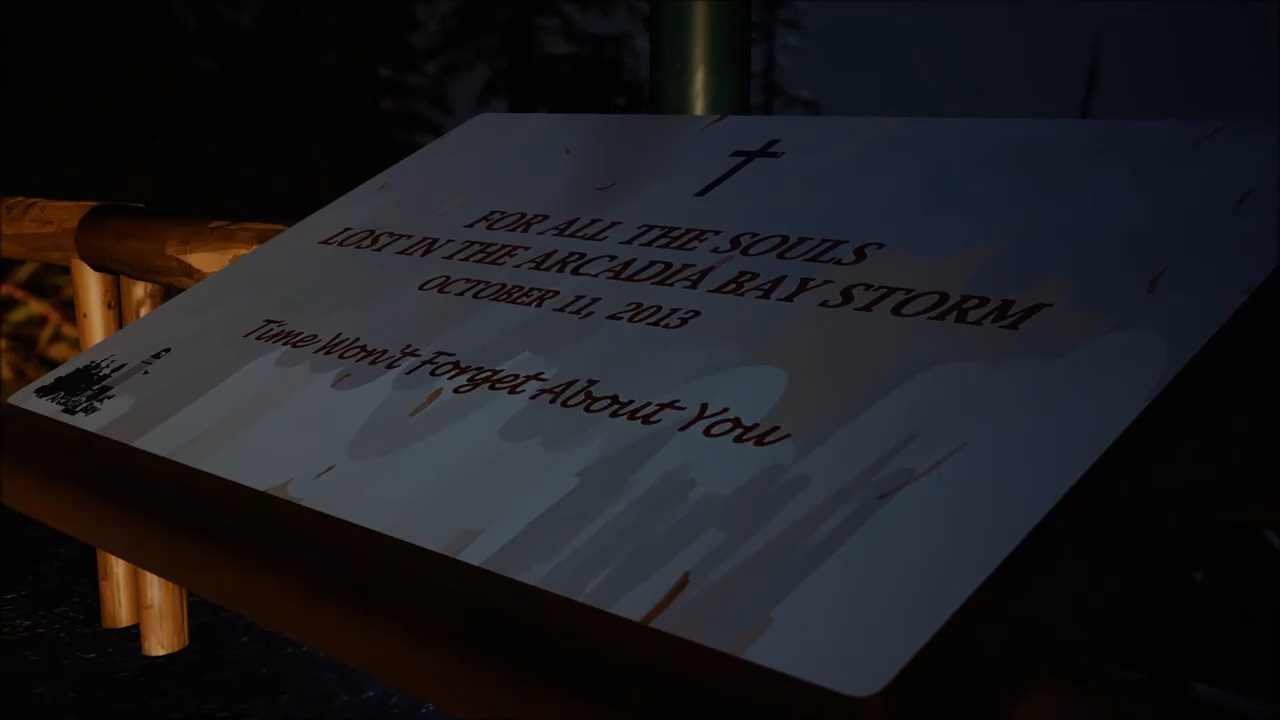 FOR ALL THE SOULS
LOST IN THE ARCADIA BAY STORM
OCTOBER 11, 2013
Time Won't Forget About You